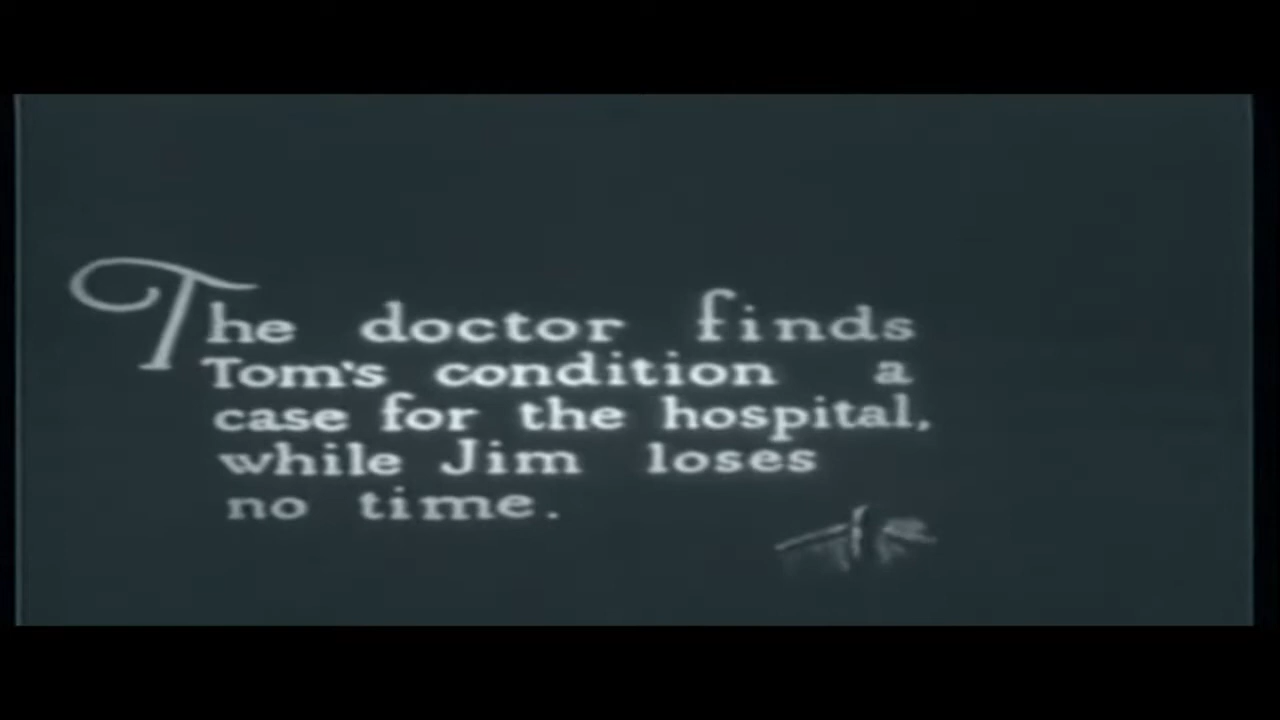 The doctor finds
Tom's condition a
case for the hospital,
while Jim loses
no time.